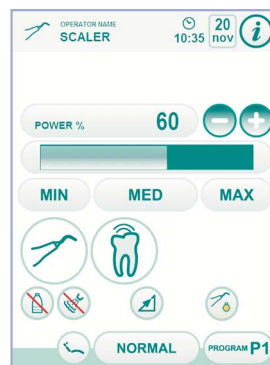 OPERATOR NAME
SCALER
10:35
20
nov
i
POWER %
60
MIN
MED
MAX
NORMAL
PROGRAM P1